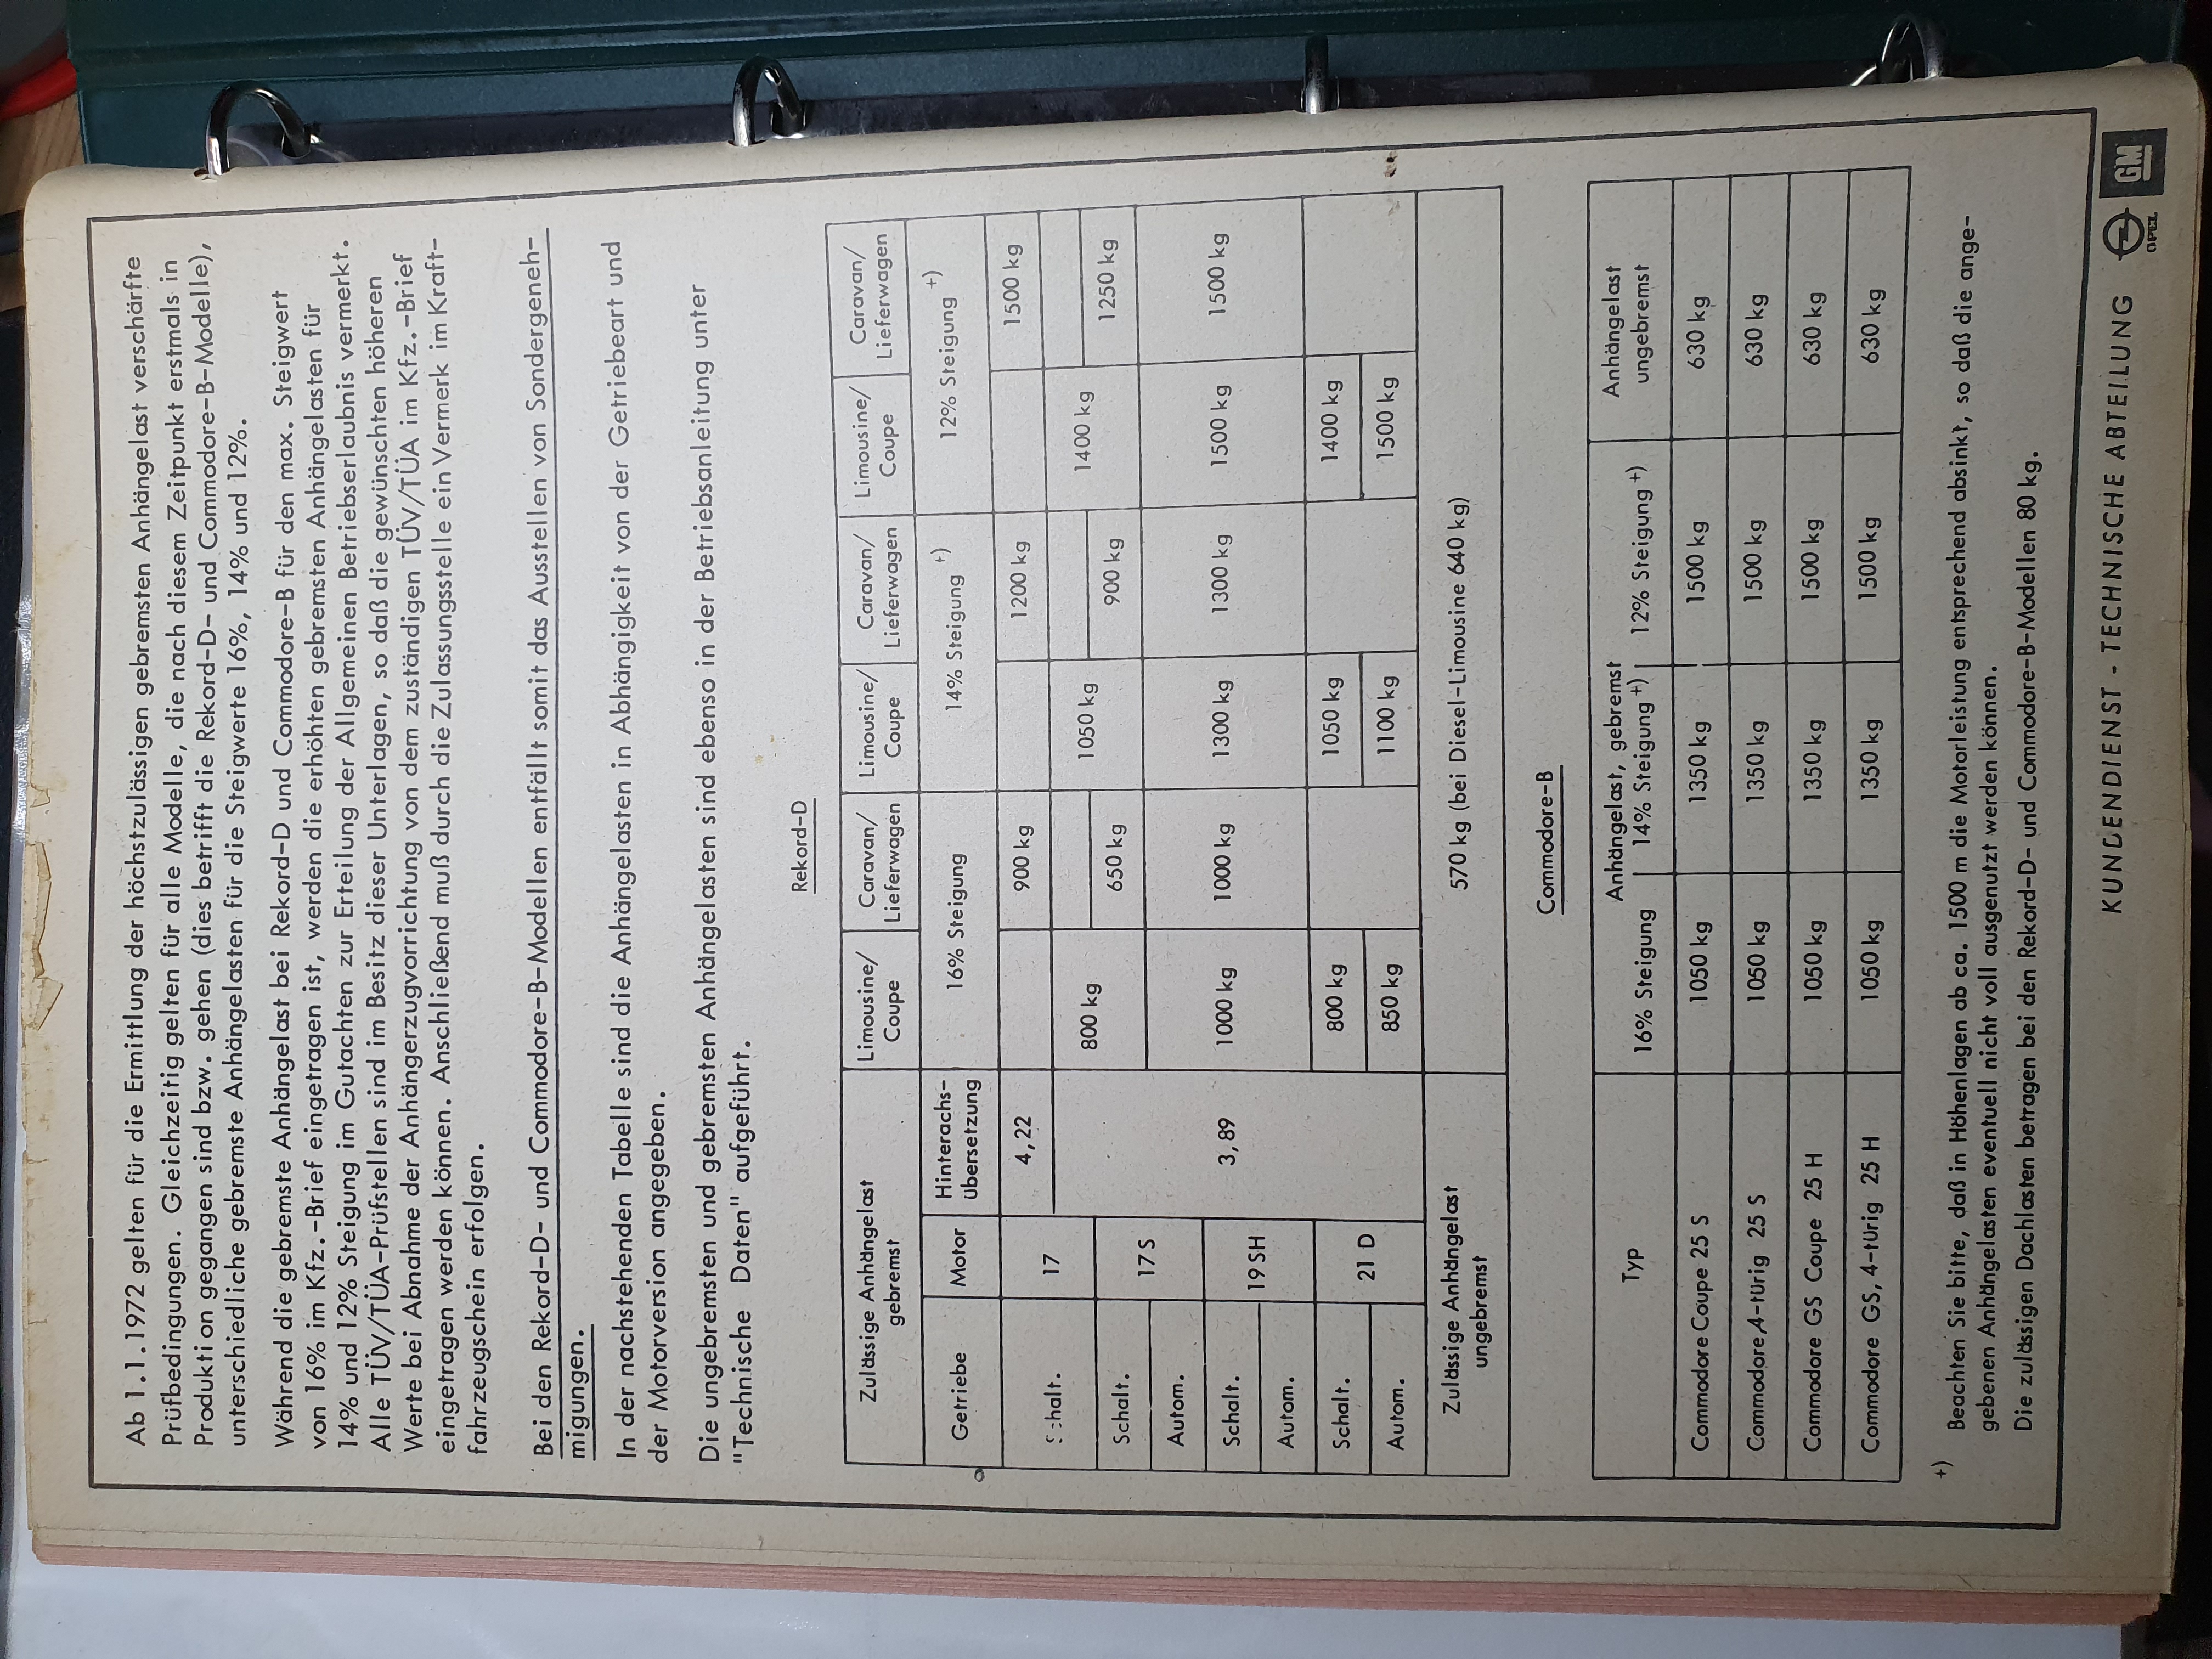 Ab 1.1.1972 gelten für die Ermittlung der höchstzulässigen gebremsten Anhängelast verschärfte
Prüfbedingungen. Gleichzeitig gelten für alle Modelle, die nach diesem Zeitpunkt erstmals in
Produkti on gegangen sind bzw. gehen (dies betrifft die Rekord-D- und Commodore-B-Modelle),
unterschiedliche gebremste Anhängelasten für die Steigwerte 16%, 14% und 12%.
Während die gebremste Anhängelast bei Rekord-D und Commodore-B für den max. Steigwert
von 16% im Kfz.-Brief eingetragen ist, werden die erhöhten gebremsten Anhängelasten für
14% und 12% Steigung im Gutachten zur Erteilung der Allgemeinen Betriebserlaubnis vermerkt.
Alle TÜV/TÜA-Prüfstellen sind im Besitz dieser Unterlagen, so daß die gewünschten höheren
Werte bei Abnahme der Anhängerzugvorrichtung von dem zuständigen TÜV/TÜA im Kfz.-Brief
eingetragen werden können. Anschließend muß durch die Zulassungsstelle ein Vermerk im Kraft-
fahrzeugschein erfolgen.
Bei den Rekord-D- und Commodore-B-Modellen entfällt somit das Ausstellen von Sondergeneh-
migungen.
In der nachstehenden Tabelle sind die Anhängelasten in Abhängigkeit von der Getriebeart und
der Motorversion angegeben.
Die ungebremsten und gebremsten Anhängelasten sind ebenso in der Betriebsanleitung unter
"Technische Daten" aufgeführt.
Rekord-D
Zulässige Anhängelast gebremst Limousine/ Coupe Caravan/ Lieferwagen Limousine/ Coupe Caravan/ Lieferwagen Limousine/ Coupe Caravan/ Lieferwagen
Getriebe Motor Hinterachs- übersetzung 16% Steigung 14% Steigung +) 12% Steigung +)
Schalt. 17 4,22 900 kg 1200 kg 1500 kg
800 kg 1050 kg 1400 kg
Schalt. 17 S 3,89 650 kg 900 kg 1250 kg
Autom.
Schalt. 19 SH 1000 kg 1000 kg 1300 kg 1300 kg 1500 kg 1500 kg
Autom.
Schalt. 21 D 800 kg 1050 kg 1400 kg
Autom. 850 kg 1100 kg 1500 kg
Zulässige Anhängelast ungebremst 570 kg (bei Diesel-Limousine 640 kg)
Commodore-B
Typ Anhängelast, gebremst Anhängelast ungebremst
16% Steigung 14% Steigung +) 12% Steigung +)
Commodore Coupe 25 S 1050 kg 1350 kg 1500 kg 630 kg
Commodore 4-türig 25 S 1050 kg 1350 kg 1500 kg 630 kg
Commodore GS Coupe 25 H 1050 kg 1350 kg 1500 kg 630 kg
Commodore GS, 4-türig 25 H 1050 kg 1350 kg 1500 kg 630 kg
+) Beachten Sie bitte, daß in Höhenlagen ab ca. 1500 m die Motorleistung entsprechend absinkt, so daß die ange-
gebenen Anhängelasten eventuell nicht voll ausgenutzt werden können.
Die zulässigen Dachlasten betragen bei den Rekord-D- und Commodore-B-Modellen 80 kg.
KUNDENDIENST - TECHNISCHE ABTEILUNG OPEL GM